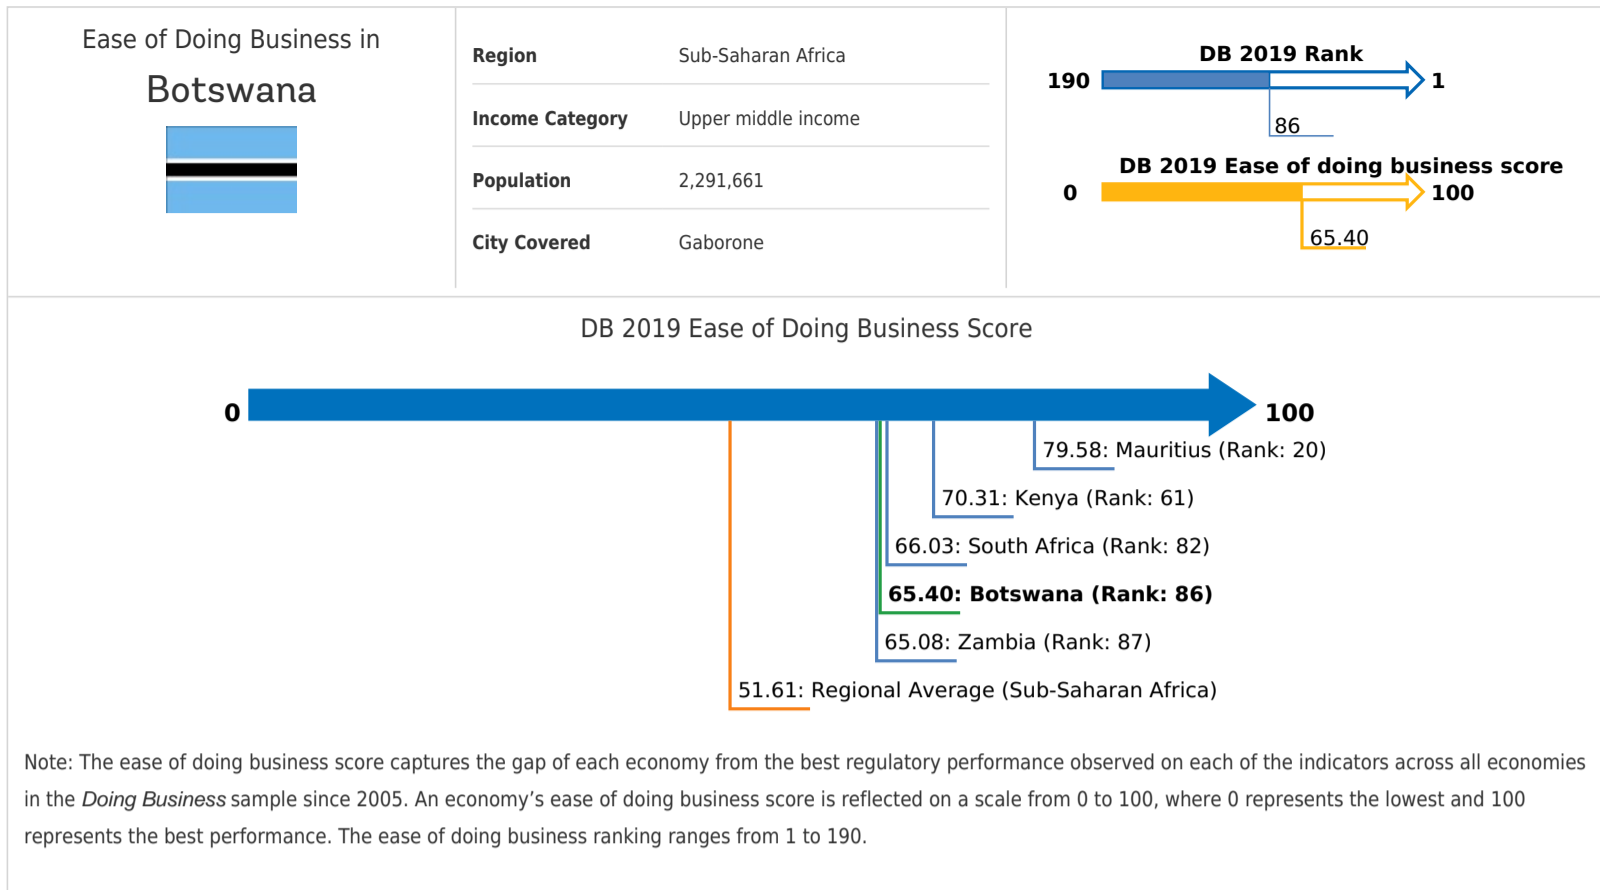 Ease of Doing Business in
Botswana
Region Sub-Saharan Africa
Income Category Upper middle income
Population 2,291,661
City Covered Gaborone
DB 2019 Rank
190 1
86
DB 2019 Ease of doing business score
0 100
65.40
DB 2019 Ease of Doing Business Score
0 100
79.58: Mauritius (Rank: 20)
70.31: Kenya (Rank: 61)
66.03: South Africa (Rank: 82)
65.40: Botswana (Rank: 86)
65.08: Zambia (Rank: 87)
51.61: Regional Average (Sub-Saharan Africa)
Note: The ease of doing business score captures the gap of each economy from the best regulatory performance observed on each of the indicators across all economies
in the Doing Business sample since 2005. An economy’s ease of doing business score is reflected on a scale from 0 to 100, where 0 represents the lowest and 100
represents the best performance. The ease of doing business ranking ranges from 1 to 190.